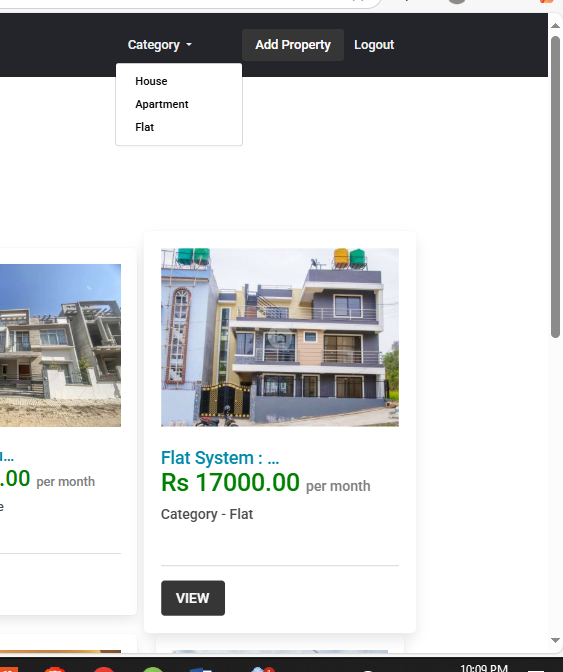 Category
Add Property
Logout
House
Apartment
Flat
...
.00 per month
e
Flat System : ...
Rs 17000.00 per month
Category - Flat
VIEW
10:09 PM